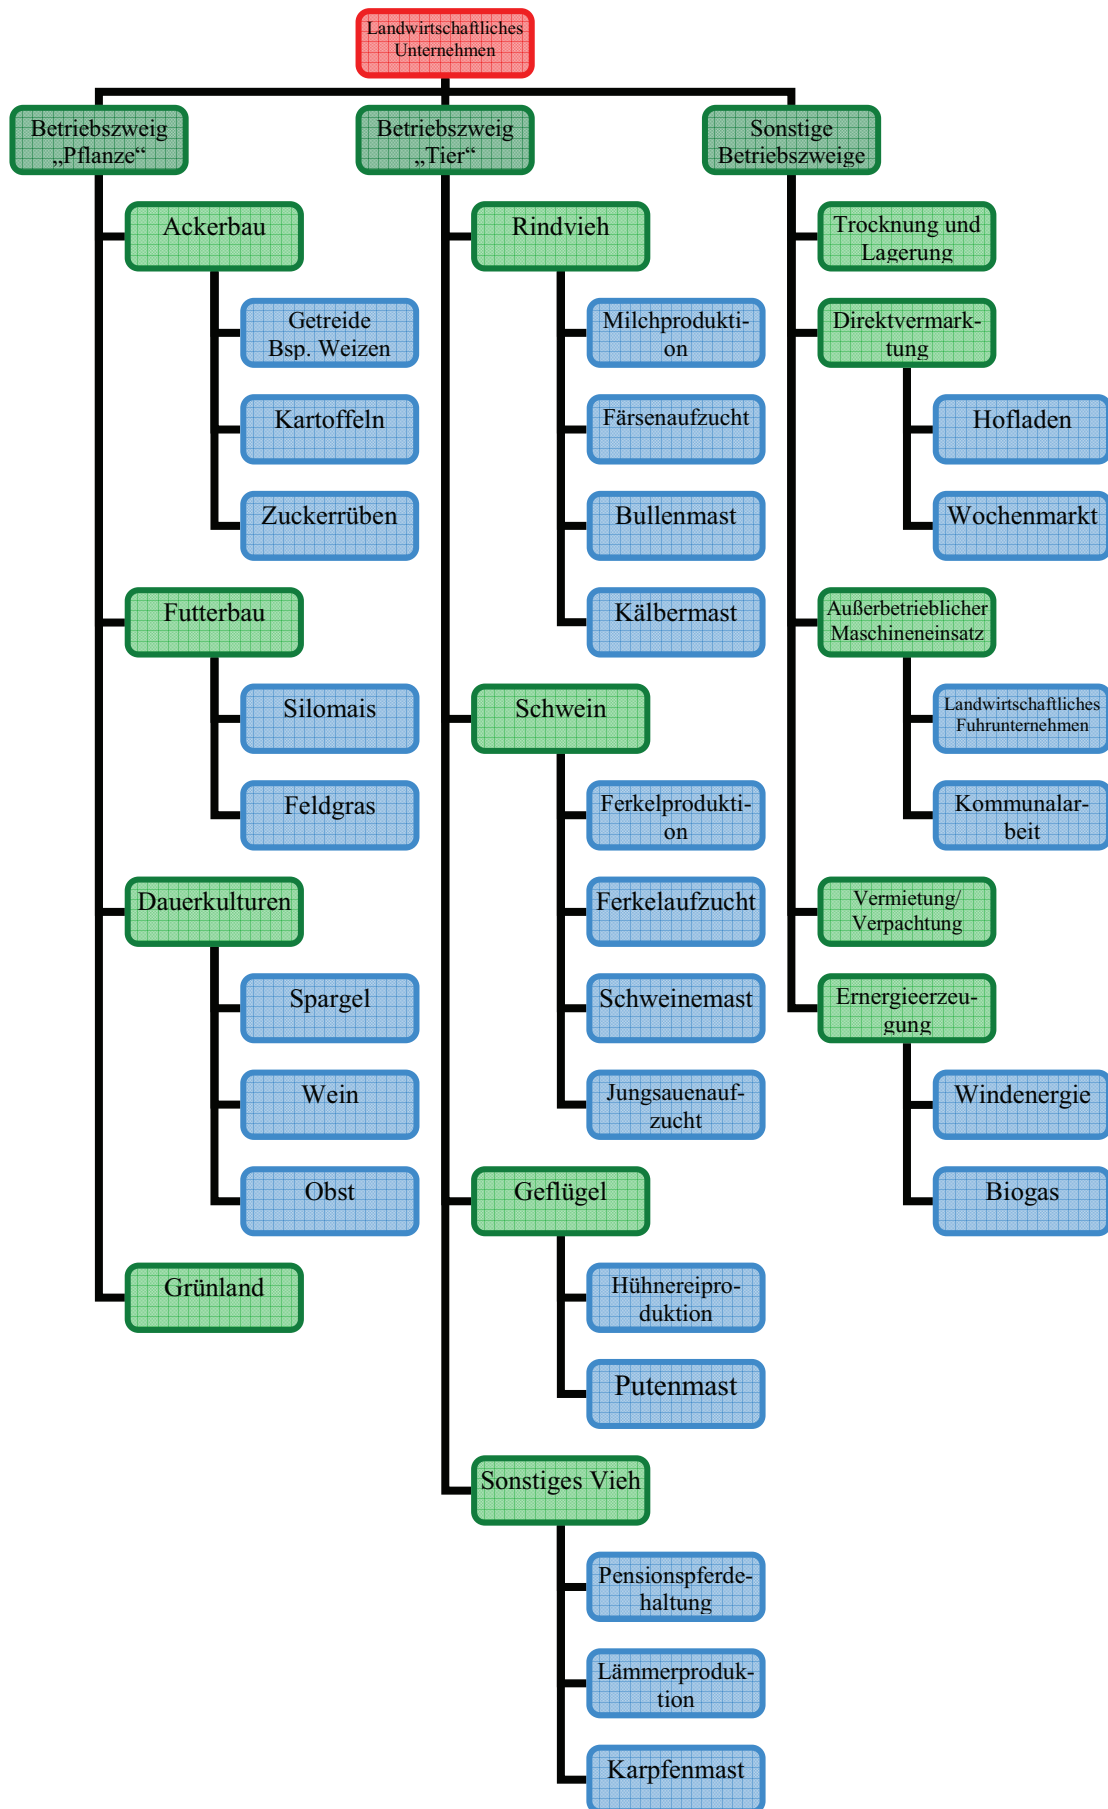 Landwirtschaftliches
Unternehmen
Betriebszweig
„Pflanze“
Ackerbau
Getreide
Bsp. Weizen
Kartoffeln
Zuckerrüben
Futterbau
Silomais
Feldgras
Dauerkulturen
Spargel
Wein
Obst
Grünland
Betriebszweig
„Tier“
Rindvieh
Milchprodukti-
on
Färsenaufzucht
Bullenmast
Kälbermast
Schwein
Ferkelprodukti-
on
Ferkelaufzucht
Schweinemast
Jungsauenauf-
zucht
Geflügel
Hühnereipro-
duktion
Putenmast
Sonstiges Vieh
Pensionspferde-
haltung
Lämmerproduk-
tion
Karpfenmast
Sonstige
Betriebszweige
Trocknung und
Lagerung
Direktvermark-
tung
Hofladen
Wochenmarkt
Außerbetrieblicher
Maschineneinsatz
Landwirtschaftliches
Fuhrunternehmen
Kommunalar-
beit
Vermietung/
Verpachtung
Ernergieerzeu-
gung
Windenergie
Biogas